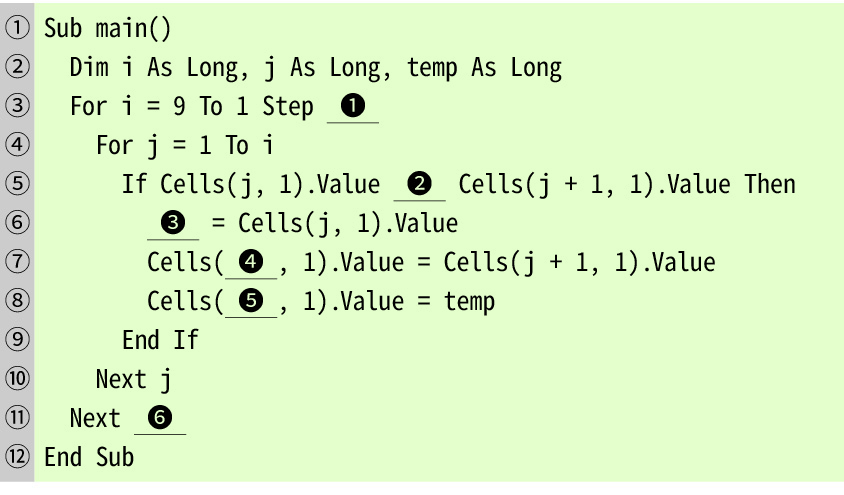 ① Sub main()
② Dim i As Long, j As Long, temp As Long
③ For i = 9 To 1 Step ❶
④ For j = 1 To i
⑤ If Cells(j, 1).Value ❷ Cells(j + 1, 1).Value Then
⑥ ❸ = Cells(j, 1).Value
⑦ Cells( ❹ , 1).Value = Cells(j + 1, 1).Value
⑧ Cells( ❺ , 1).Value = temp
⑨ End If
⑩ Next j
⑪ Next ❻
⑫ End Sub